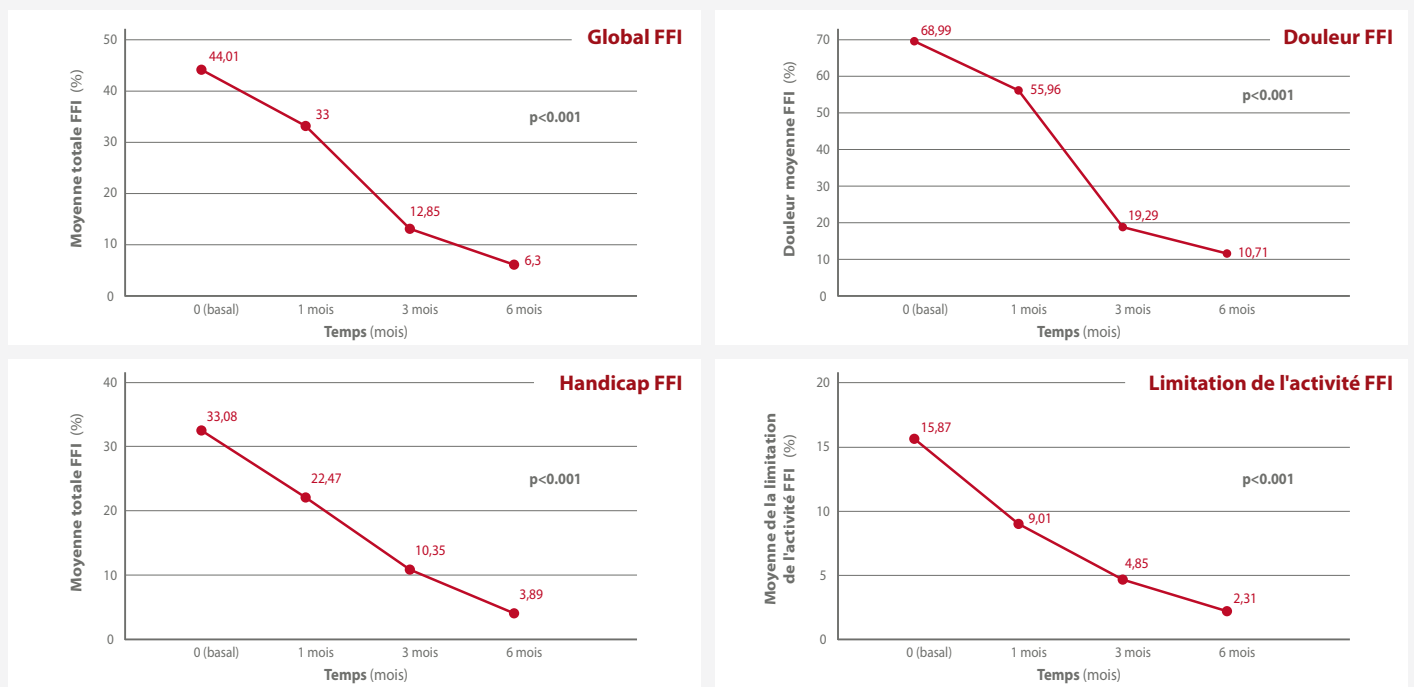 Global FFI
Moyenne totale FFI (%)
50
40
30
20
10
0
44,01
33
12,85
6,3
p<0.001
0 (basal)
1 mois
3 mois
6 mois
Temps (mois)
Douleur FFI
Douleur moyenne FFI (%)
70
60
50
40
30
20
10
0
68,99
55,96
19,29
10,71
p<0.001
0 (basal)
1 mois
3 mois
6 mois
Temps (mois)
Handicap FFI
Moyenne totale FFI (%)
40
30
20
10
0
33,08
22,47
10,35
3,89
p<0.001
0 (basal)
1 mois
3 mois
6 mois
Temps (mois)
Limitation de l'activité FFI
Moyenne de la limitation
de l'activité FFI (%)
20
15
10
5
0
15,87
9,01
4,85
2,31
p<0.001
0 (basal)
1 mois
3 mois
6 mois
Temps (mois)